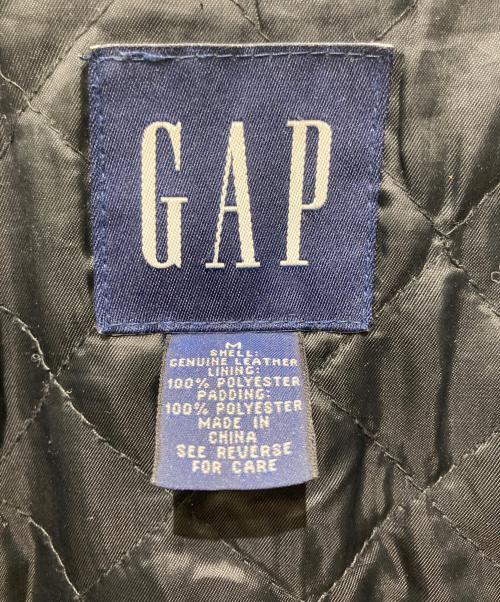 GAP
M
SHELL:
GENUINE LEATHER
LINING:
100% POLYESTER
PADDING:
100% POLYESTER
MADE IN
CHINA
SEE REVERSE
FOR CARE